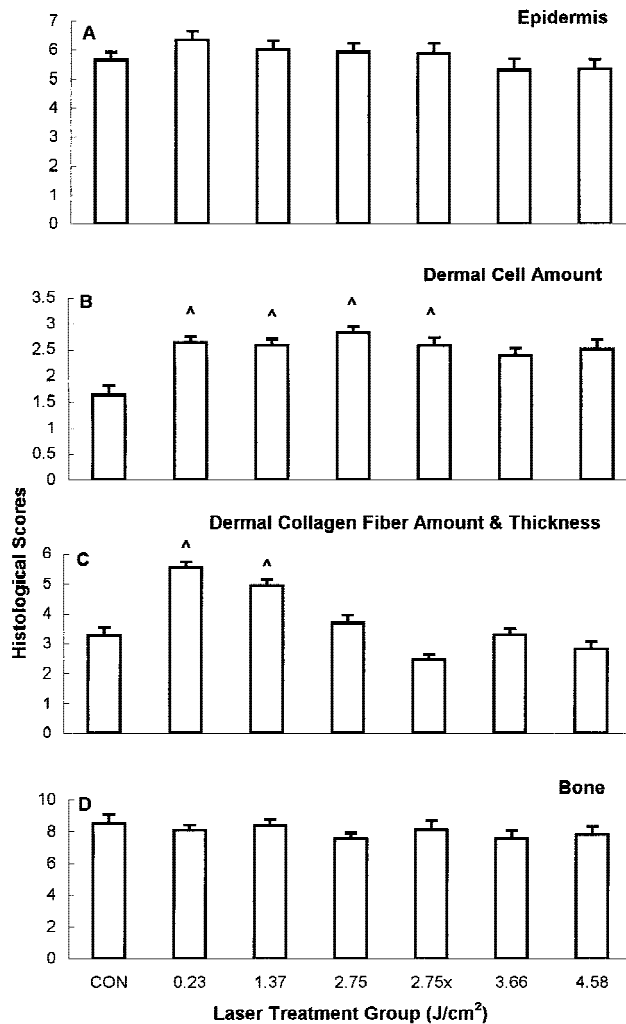 Epidermis
A
7
6
5
4
3
2
1
0
Dermal Cell Amount
B
^ ^ ^ ^
3.5
3
2.5
2
1.5
1
0.5
0
Histological Scores
Dermal Collagen Fiber Amount & Thickness
C
^ ^
6
5
4
3
2
1
0
Bone
D
10
8
6
4
2
0
CON 0.23 1.37 2.75 2.75x 3.66 4.58
Laser Treatment Group (J/cm²)